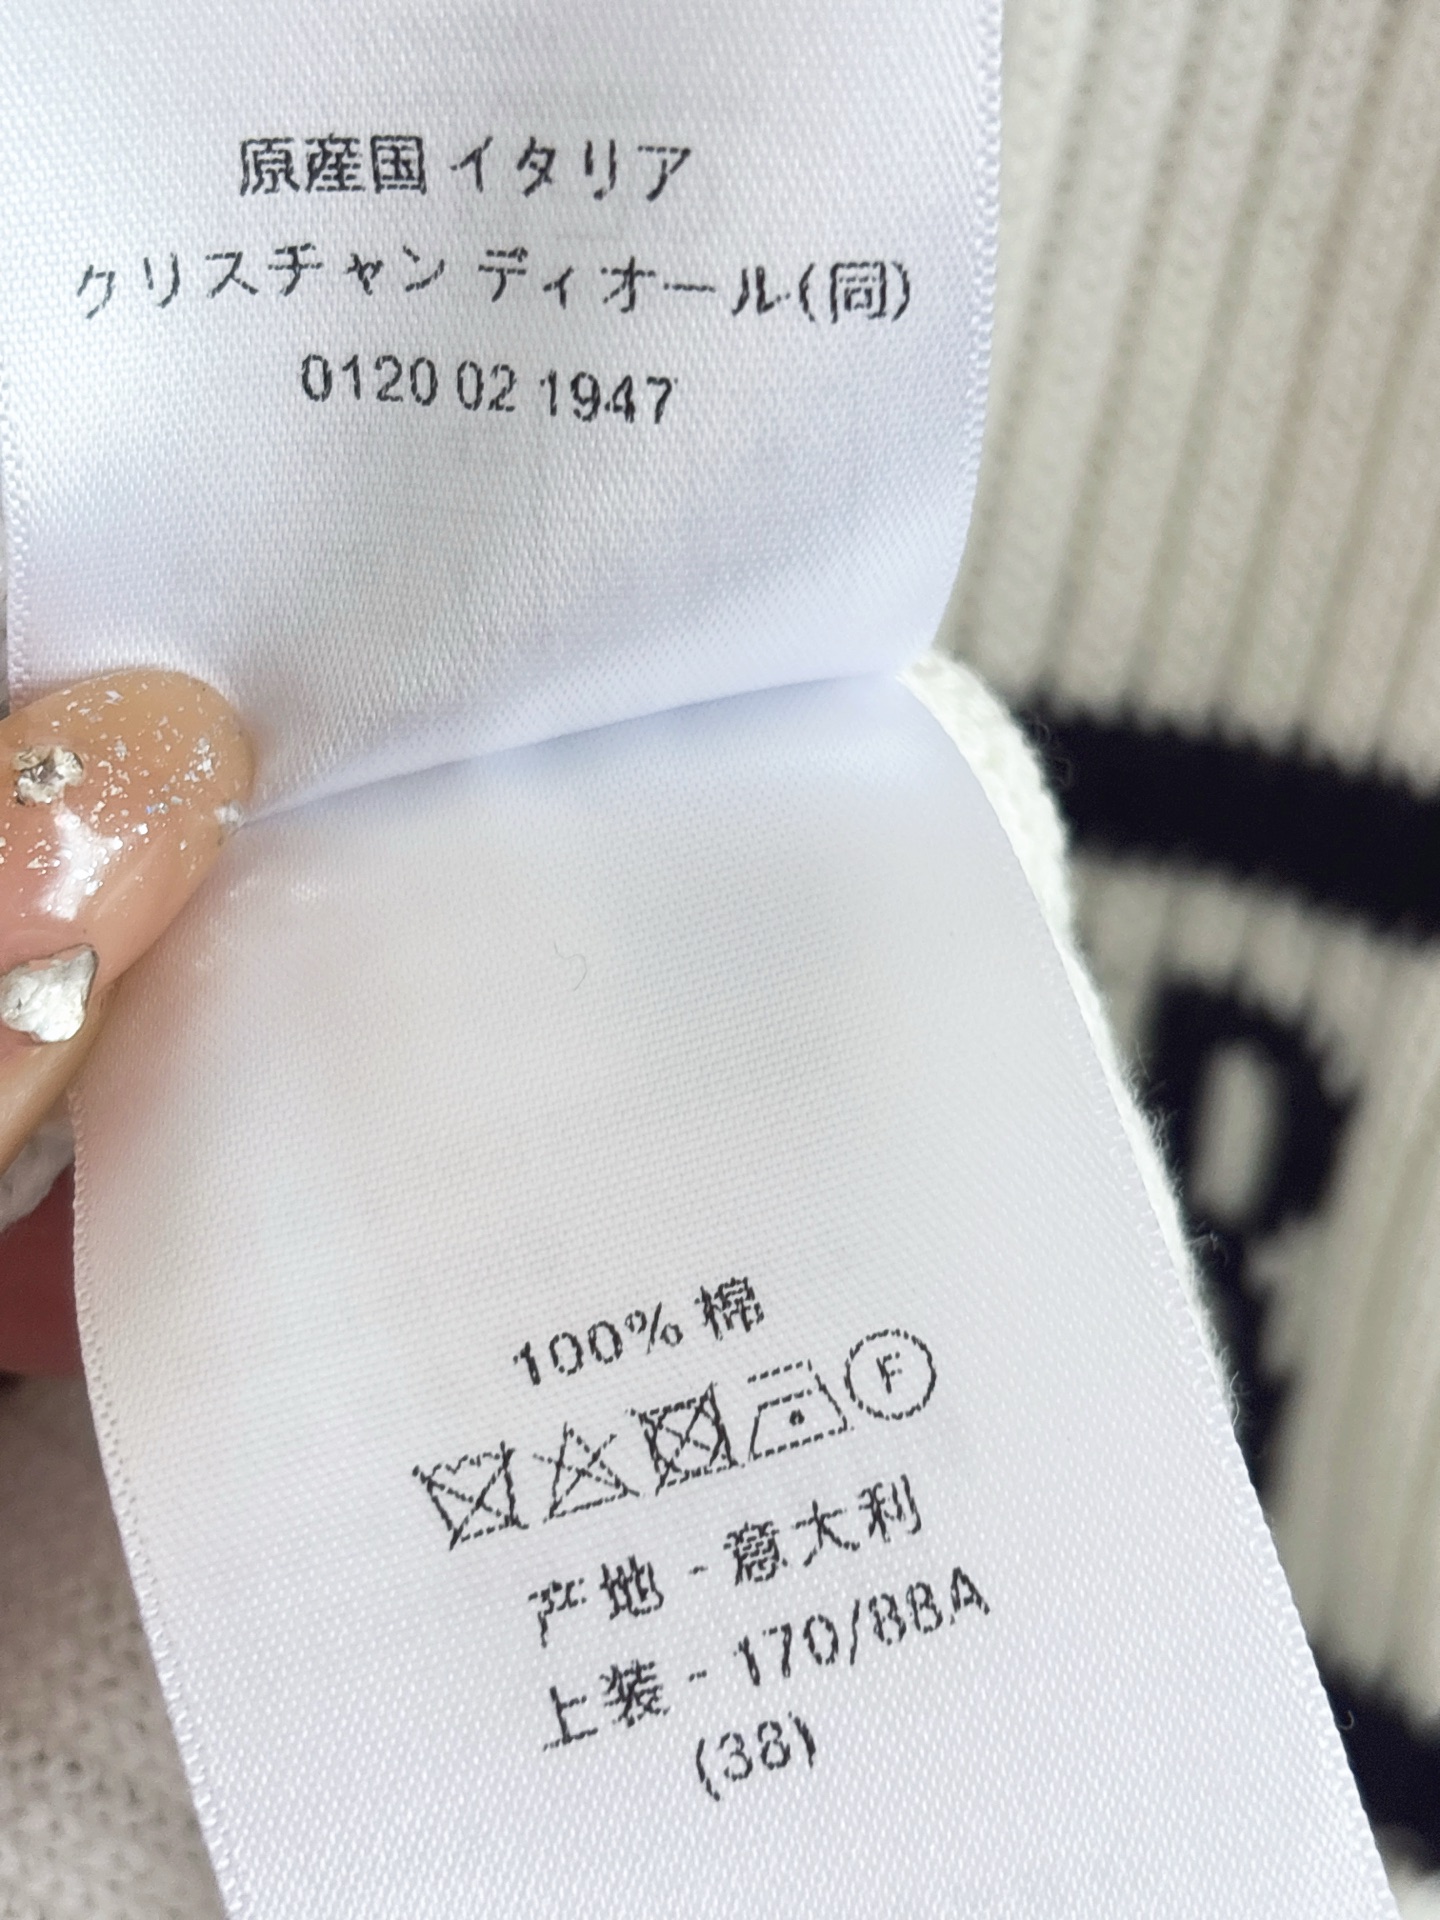 原産国 イタリア
クリスチャン ディオール(同)
0120 02 1947
100% 棉
F
产地 - 意大利
上装 - 170/88A
(38)